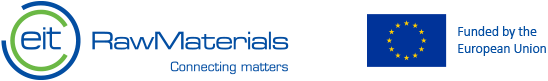 eit RawMaterials
Connecting matters
Funded by the
European Union